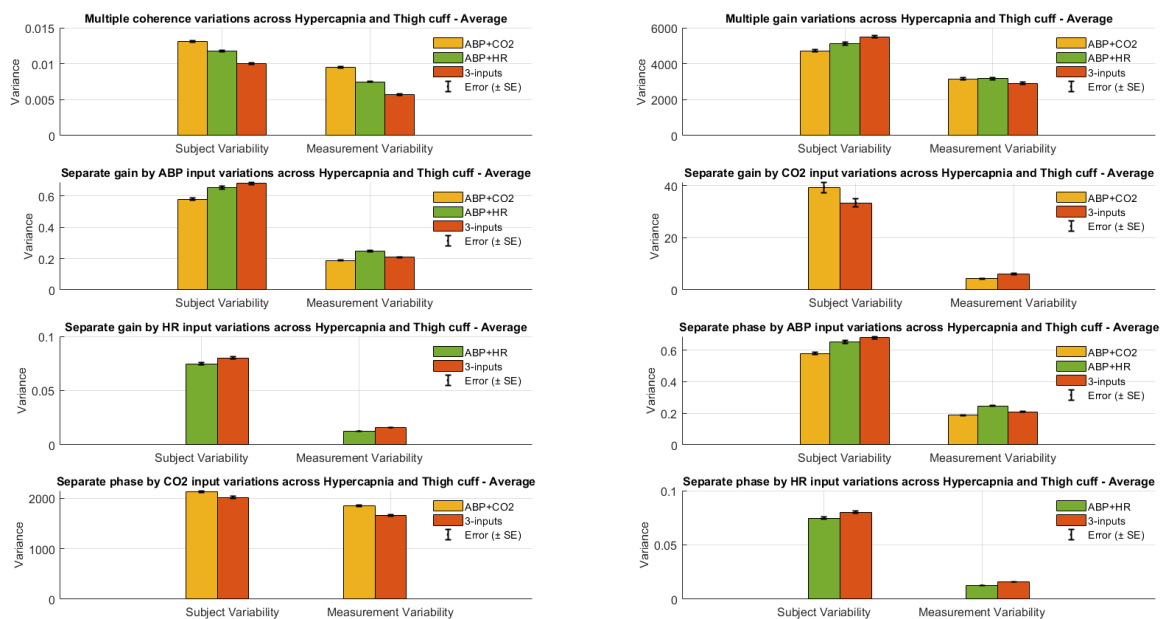 Multiple coherence variations across Hypercapnia and Thigh cuff - Average
0.015
0.01
0.005
0
Variance
ABP+CO2
ABP+HR
3-inputs
Error (± SE)
Subject Variability
Measurement Variability
Multiple gain variations across Hypercapnia and Thigh cuff - Average
6000
4000
2000
0
Variance
ABP+CO2
ABP+HR
3-inputs
Error (± SE)
Subject Variability
Measurement Variability
Separate gain by ABP input variations across Hypercapnia and Thigh cuff - Average
0.6
0.4
0.2
0
Variance
ABP+CO2
ABP+HR
3-inputs
Error (± SE)
Subject Variability
Measurement Variability
Separate gain by CO2 input variations across Hypercapnia and Thigh cuff - Average
40
20
0
Variance
ABP+CO2
3-inputs
Error (± SE)
Subject Variability
Measurement Variability
Separate gain by HR input variations across Hypercapnia and Thigh cuff - Average
0.1
0.05
0
Variance
ABP+HR
3-inputs
Error (± SE)
Subject Variability
Measurement Variability
Separate phase by ABP input variations across Hypercapnia and Thigh cuff - Average
0.6
0.4
0.2
0
Variance
ABP+CO2
ABP+HR
3-inputs
Error (± SE)
Subject Variability
Measurement Variability
Separate phase by CO2 input variations across Hypercapnia and Thigh cuff - Average
2000
1000
0
Variance
ABP+CO2
3-inputs
Error (± SE)
Subject Variability
Measurement Variability
Separate phase by HR input variations across Hypercapnia and Thigh cuff - Average
0.1
0.05
0
Variance
ABP+HR
3-inputs
Error (± SE)
Subject Variability
Measurement Variability